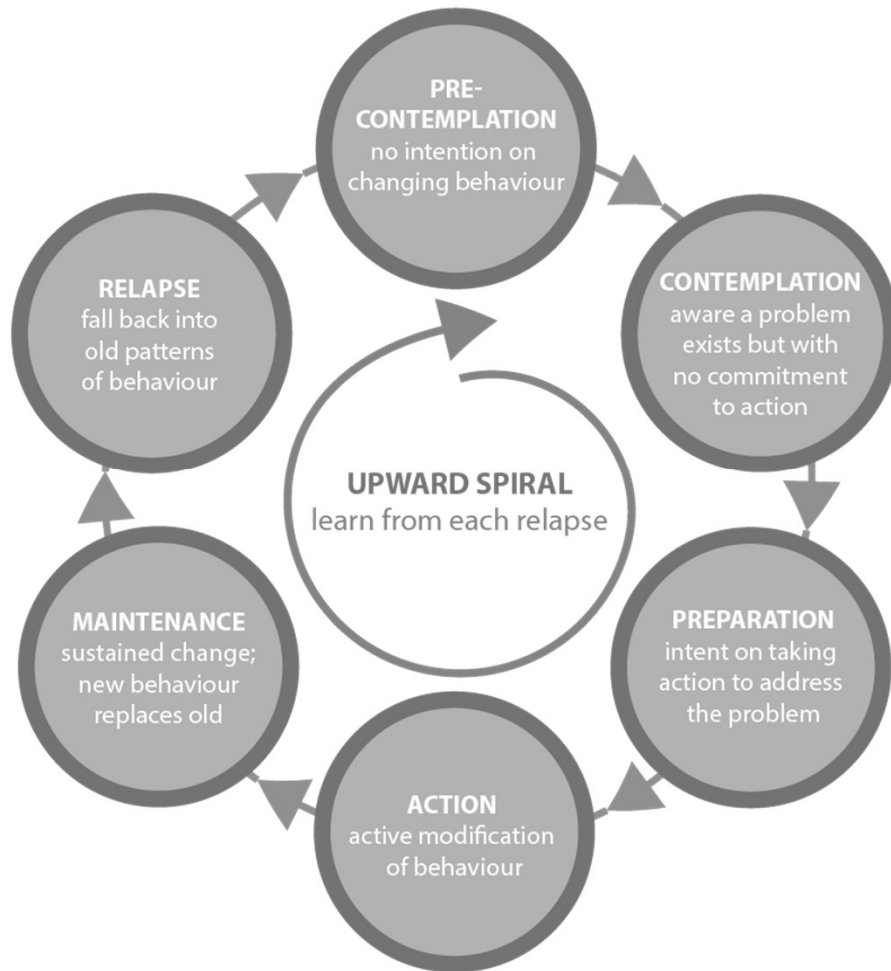 PRE-
CONTEMPLATION
no intention on
changing behaviour
CONTEMPLATION
aware a problem
exists but with
no commitment
to action
PREPARATION
intent on taking
action to address
the problem
ACTION
active modification
of behaviour
MAINTENANCE
sustained change;
new behaviour
replaces old
RELAPSE
fall back into
old patterns
of behaviour
UPWARD SPIRAL
learn from each relapse